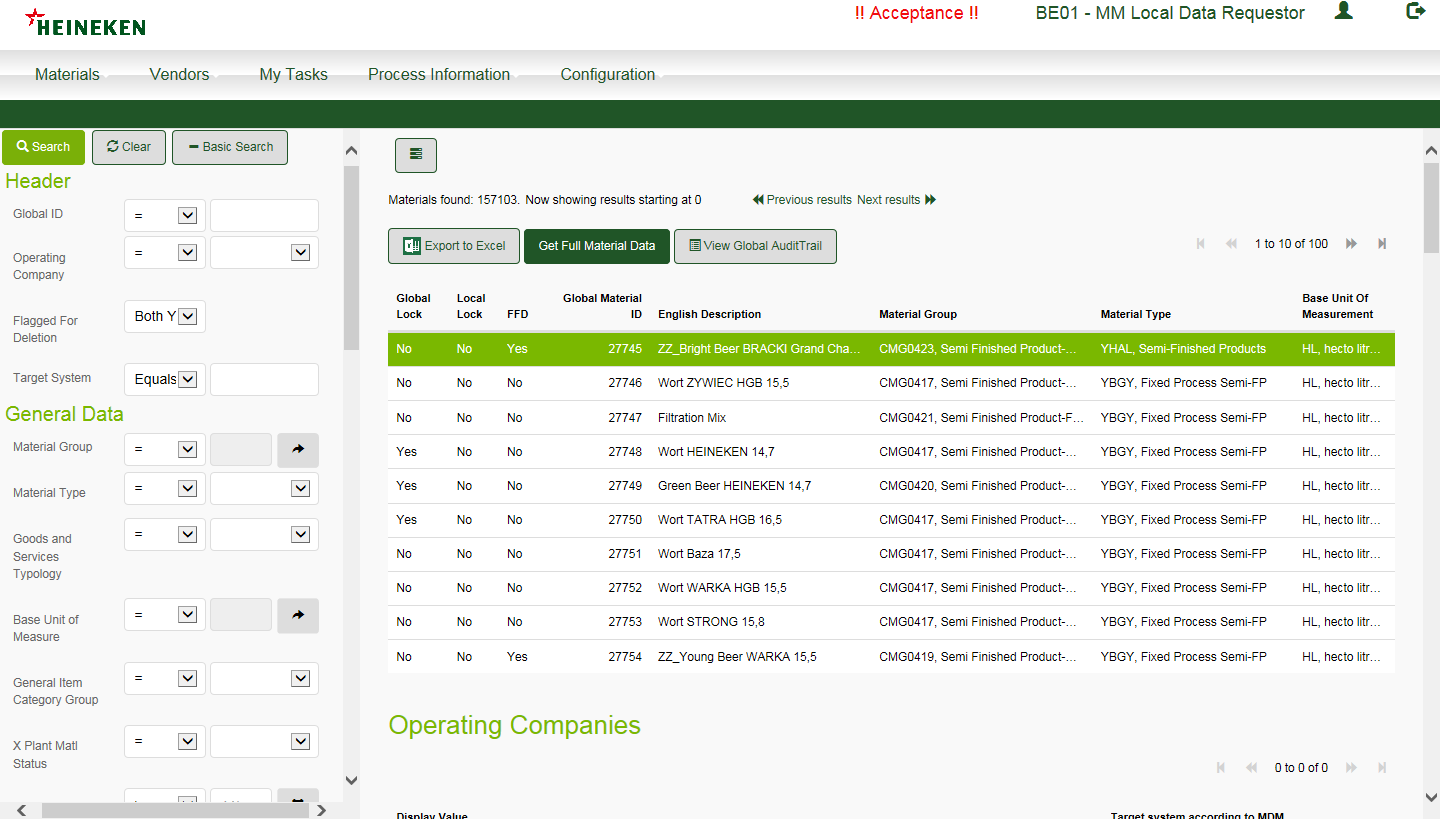 HEINEKEN
!! Acceptance !!
BE01 - MM Local Data Requestor
Materials Vendors My Tasks Process Information Configuration
Search Clear Basic Search
Header
Global ID =
Operating Company =
Flagged For Deletion Both Y
Target System Equals
General Data
Material Group =
Material Type =
Goods and Services Typology =
Base Unit of Measure =
General Item Category Group =
X Plant Matl Status =
Materials found: 157103. Now showing results starting at 0 Previous results Next results
Export to Excel Get Full Material Data View Global AuditTrail 1 to 10 of 100
Global Lock Local Lock FFD Global Material ID English Description Material Group Material Type Base Unit Of Measurement
No No Yes 27745 ZZ_Bright Beer BRACKI Grand Cha... CMG0423, Semi Finished Product-... YHAL, Semi-Finished Products HL, hecto litr...
No No No 27746 Wort ZYWIEC HGB 15,5 CMG0417, Semi Finished Product-... YBGY, Fixed Process Semi-FP HL, hecto litr...
No No No 27747 Filtration Mix CMG0421, Semi Finished Product-F... YBGY, Fixed Process Semi-FP HL, hecto litr...
Yes No No 27748 Wort HEINEKEN 14,7 CMG0417, Semi Finished Product-... YBGY, Fixed Process Semi-FP HL, hecto litr...
Yes No No 27749 Green Beer HEINEKEN 14,7 CMG0420, Semi Finished Product-... YBGY, Fixed Process Semi-FP HL, hecto litr...
Yes No No 27750 Wort TATRA HGB 16,5 CMG0417, Semi Finished Product-... YBGY, Fixed Process Semi-FP HL, hecto litr...
No No No 27751 Wort Baza 17,5 CMG0417, Semi Finished Product-... YBGY, Fixed Process Semi-FP HL, hecto litr...
No No No 27752 Wort WARKA HGB 15,5 CMG0417, Semi Finished Product-... YBGY, Fixed Process Semi-FP HL, hecto litr...
No No No 27753 Wort STRONG 15,8 CMG0417, Semi Finished Product-... YBGY, Fixed Process Semi-FP HL, hecto litr...
No No Yes 27754 ZZ_Young Beer WARKA 15,5 CMG0419, Semi Finished Product-... YBGY, Fixed Process Semi-FP HL, hecto litr...
Operating Companies
0 to 0 of 0
Display Value Target system according to MDM